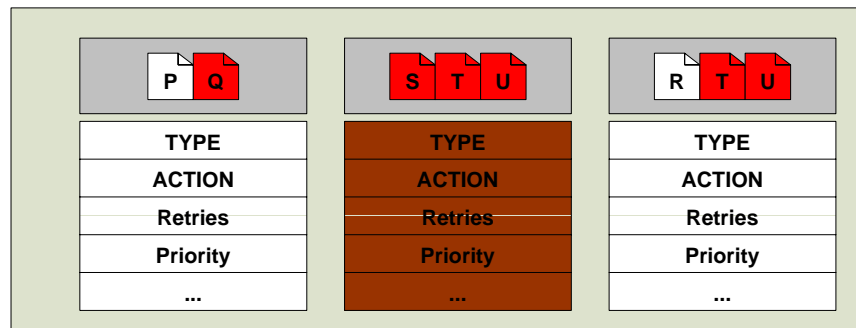 P Q
TYPE
ACTION
Retries
Priority
...
S T U
TYPE
ACTION
Retries
Priority
...
R T U
TYPE
ACTION
Retries
Priority
...